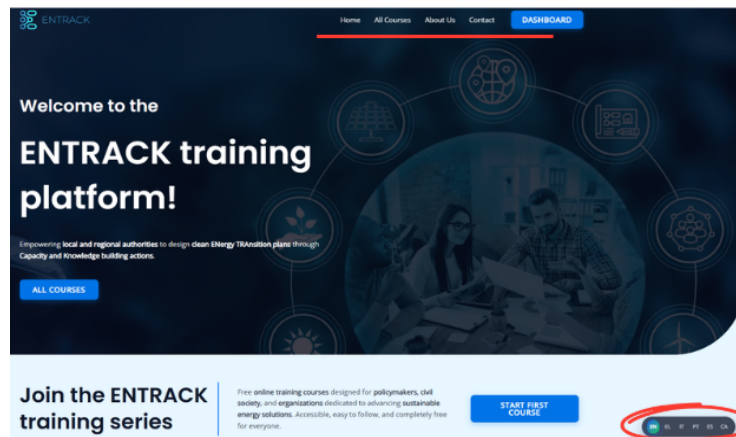 ENTRACK
Home All Courses About Us Contact DASHBOARD
Welcome to the
ENTRACK training
platform!
Empowering local and regional authorities to design clean ENergy TRAnsition plans through
Capacity and Knowledge building actions.
ALL COURSES
Join the ENTRACK
training series
Free online training courses designed for policymakers, civil
society, and organizations dedicated to advancing sustainable
energy solutions. Accessible, easy to follow, and completely free
for everyone.
START FIRST
COURSE
EN EL IT PT ES CA